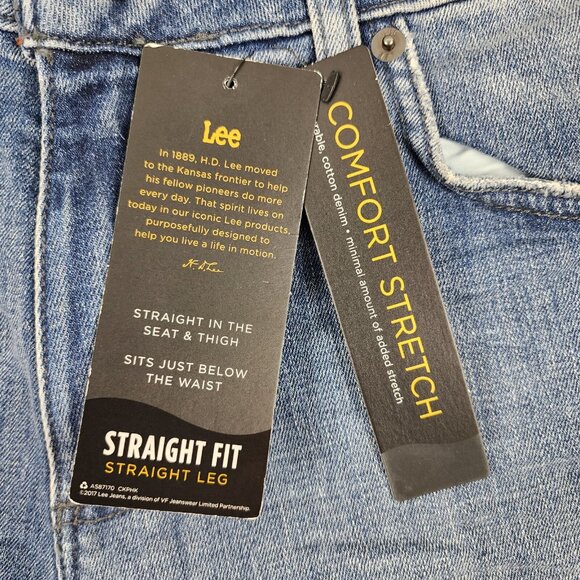 Lee
In 1889, H.D. Lee moved
to the Kansas frontier to help
his fellow pioneers do more
every day. That spirit lives on
today in our iconic Lee products,
purposefully designed to
help you live a life in motion.
H. D. Lee
STRAIGHT IN THE
SEAT & THIGH
SITS JUST BELOW
THE WAIST
STRAIGHT FIT
STRAIGHT LEG
AS87170 CKPHK
©2017 Lee Jeans, a division of VF Jeanswear Limited Partnership.
COMFORT STRETCH
cotton denim • minimal amount of added stretch